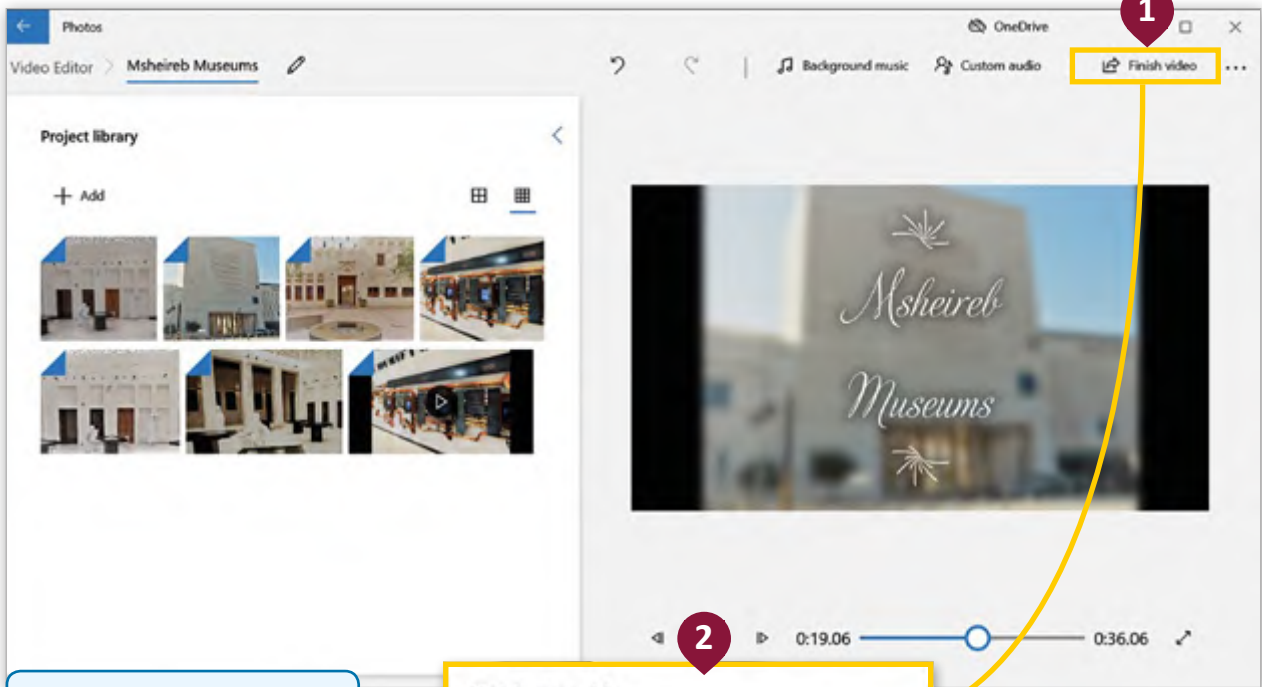 1
Photos
OneDrive
Video Editor > Msheireb Museums
Background music
Custom audio
Finish video
Project library
+ Add
Msheireb
Museums
2
0:19.06
0:36.06